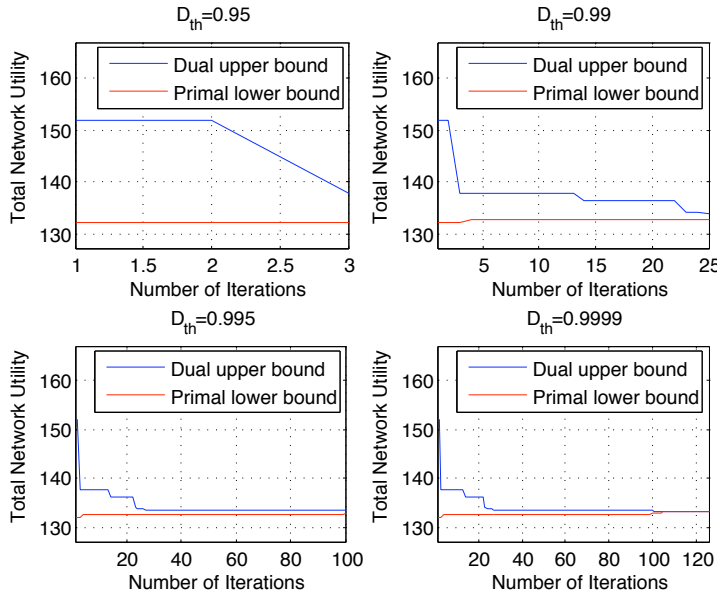 D_th=0.95
Total Network Utility
160
150
140
130
Dual upper bound
Primal lower bound
1
1.5
2
2.5
3
Number of Iterations
D_th=0.99
Total Network Utility
160
150
140
130
Dual upper bound
Primal lower bound
5
10
15
20
25
Number of Iterations
D_th=0.995
Total Network Utility
160
150
140
130
Dual upper bound
Primal lower bound
20
40
60
80
100
Number of Iterations
D_th=0.9999
Total Network Utility
160
150
140
130
Dual upper bound
Primal lower bound
20
40
60
80
100
120
Number of Iterations